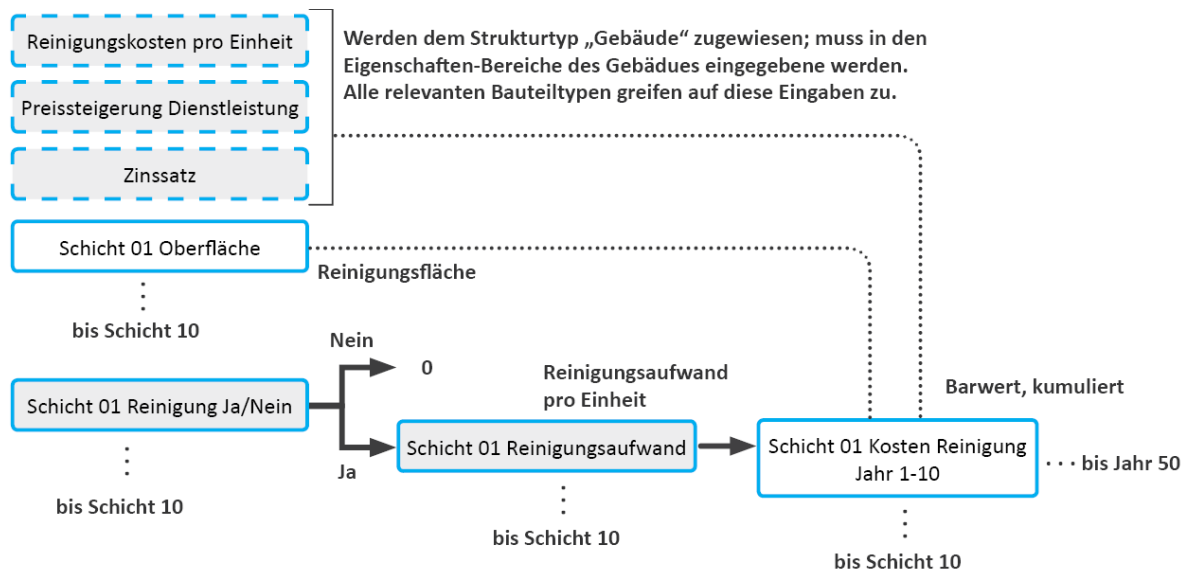 Reinigungskosten pro Einheit
Preissteigerung Dienstleistung
Zinssatz
Werden dem Strukturtyp „Gebäude“ zugewiesen; muss in den
Eigenschaften-Bereiche des Gebädues eingegebene werden.
Alle relevanten Bauteiltypen greifen auf diese Eingaben zu.
Schicht 01 Oberfläche
Reinigungsfläche
bis Schicht 10
Nein
0
Schicht 01 Reinigung Ja/Nein
Ja
bis Schicht 10
Reinigungsaufwand
pro Einheit
Schicht 01 Reinigungsaufwand
bis Schicht 10
Barwert, kumuliert
Schicht 01 Kosten Reinigung
Jahr 1-10
bis Jahr 50
bis Schicht 10